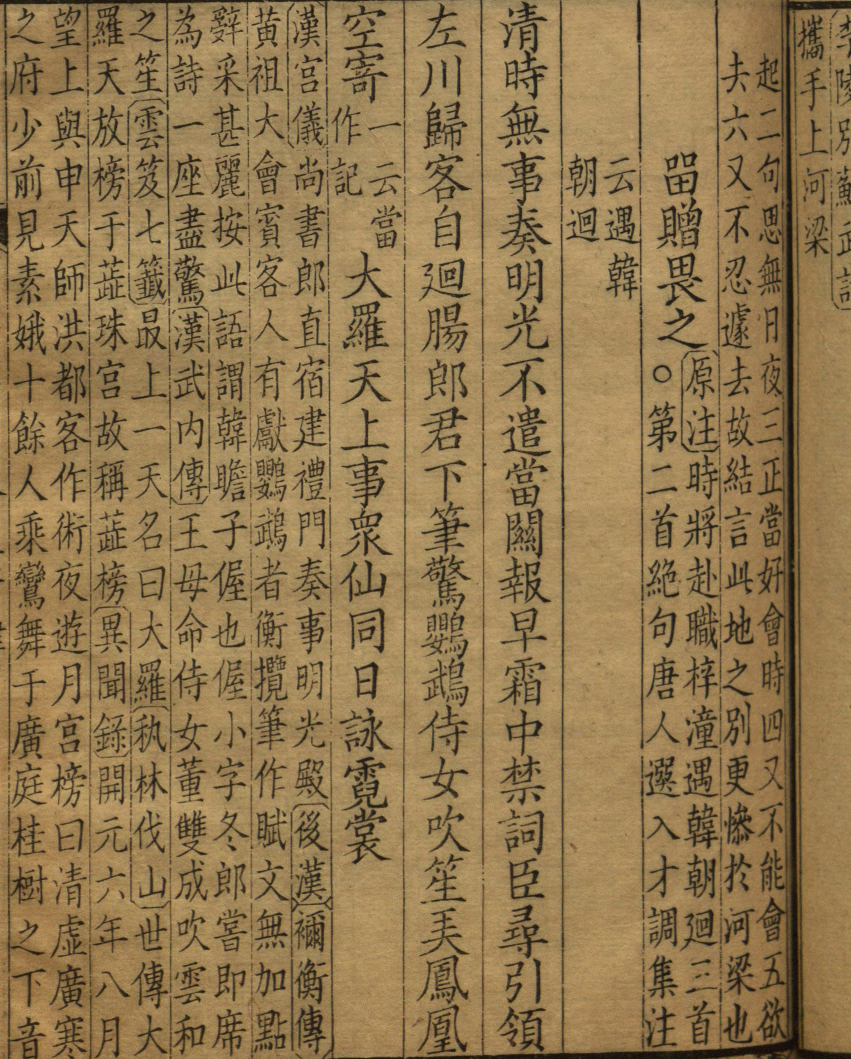 李陵別蘇武詩
攜手上河梁
起二句思無日夜三正當好會時四又不能會五欲
去六又不忍遽去故結言此地之別更慘於河梁也
畱贈畏之
原注時將赴職梓潼遇韓朝迴三首
○第二首絶句唐人選入才調集注
云遇韓
朝迴
清時無事奏明光不遣當關報早霜中禁詞臣尋引領
左川歸客自迴腸郎君下筆驚鸚鵡侍女吹笙弄鳳凰
空寄
一云當
作記
大羅天上事衆仙同日詠霓裳
漢宮儀尚書郎直宿建禮門奏事明光殿後漢禰衡傳
黄祖大會賓客人有獻鸚鵡者衡攬筆作賦文無加點
辤采甚麗按此語謂韓瞻子偓也偓小字冬郎嘗即席
為詩一座盡驚漢武内傳王母命侍女董雙成吹雲和
之笙雲笈七籤最上一天名曰大羅秇林伐山世傳大
羅天放榜于蕋珠宮故稱蕋榜異聞錄開元六年八月
望上與申天師洪都客作術夜遊月宮榜曰清虛廣寒
之府少前見素娥十餘人乘鸞舞于廣庭桂樹之下音